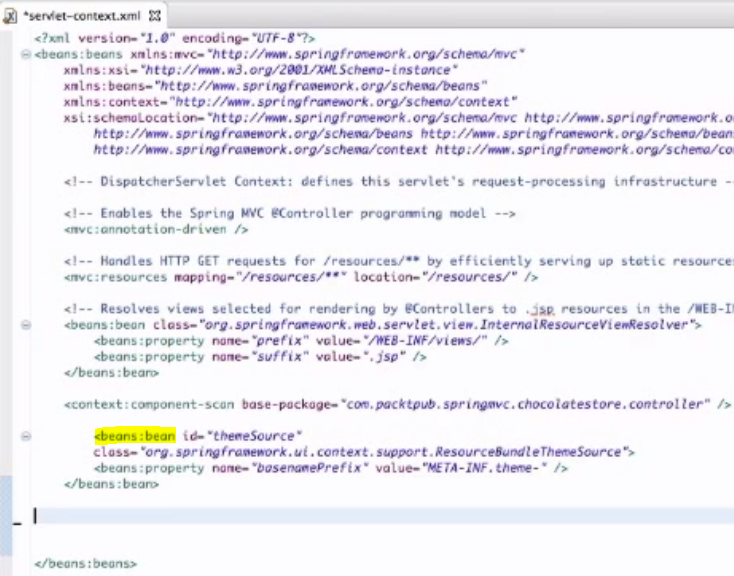 *servlet-context.xml
<?xml version="1.0" encoding="UTF-8"?>
<beans:beans xmlns:mvc="http://www.springframework.org/schema/mvc"
xmlns:xsi="http://www.w3.org/2001/XMLSchema-instance"
xmlns:beans="http://www.springframework.org/schema/beans"
xmlns:context="http://www.springframework.org/schema/context"
xsi:schemaLocation="http://www.springframework.org/schema/mvc http://www.springframework.o
http://www.springframework.org/schema/beans http://www.springframework.org/schema/bean
http://www.springframework.org/schema/context http://www.springframework.org/schema/co
<!-- DispatcherServlet Context: defines this servlet's request-processing infrastructure -
<!-- Enables the Spring MVC @Controller programming model -->
<mvc:annotation-driven />
<!-- Handles HTTP GET requests for /resources/** by efficiently serving up static resource
<mvc:resources mapping="/resources/**" location="/resources/" />
<!-- Resolves views selected for rendering by @Controllers to .jsp resources in the /WEB-I
<beans:bean class="org.springframework.web.servlet.view.InternalResourceViewResolver">
<beans:property name="prefix" value="/WEB-INF/views/" />
<beans:property name="suffix" value=".jsp" />
</beans:bean>
<context:component-scan base-package="com.packtpub.springmvc.chocolatestore.controller" />
<beans:bean id="themeSource"
class="org.springframework.ui.context.support.ResourceBundleThemeSource">
<beans:property name="basenamePrefix" value="META-INF.theme-" />
</beans:bean>
</beans:beans>